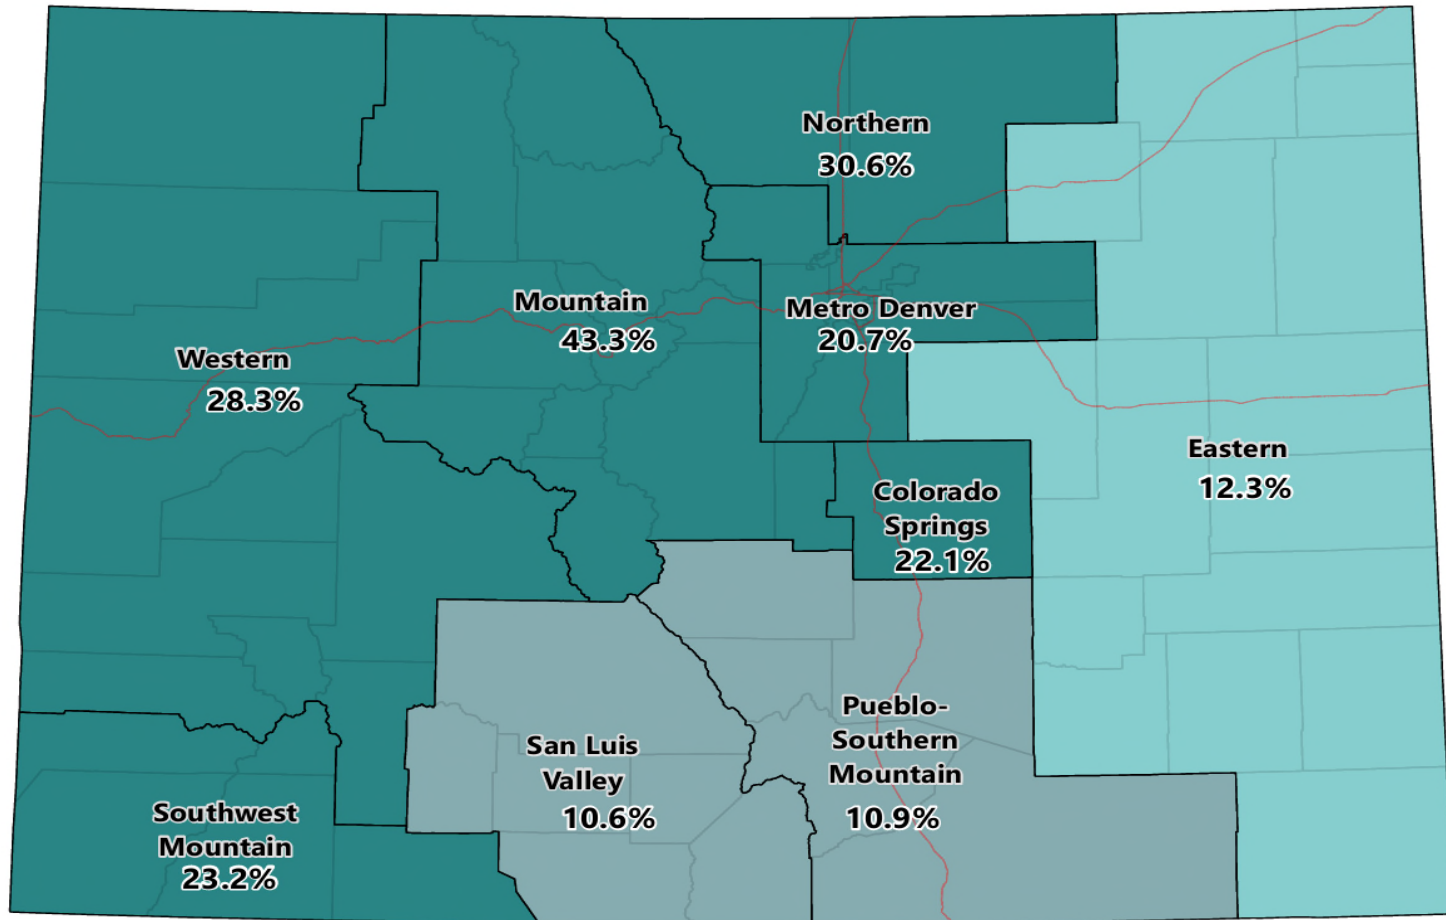 Northern
30.6%
Mountain
43.3%
Metro Denver
20.7%
Western
28.3%
Eastern
12.3%
Colorado
Springs
22.1%
Pueblo-
Southern
Mountain
10.9%
San Luis
Valley
10.6%
Southwest
Mountain
23.2%